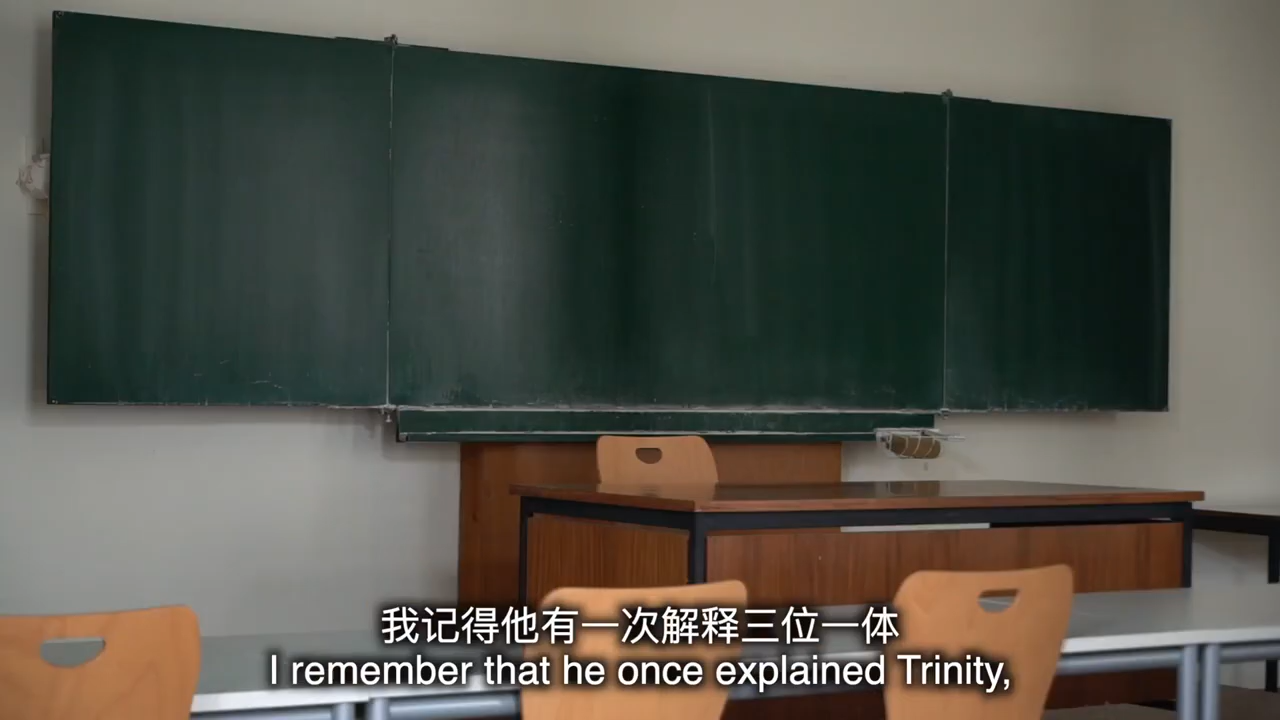 我记得他有一次解释三位一体
I remember that he once explained Trinity,